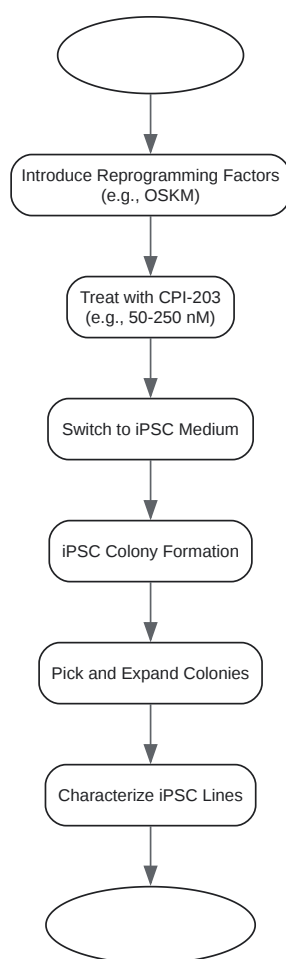 Introduce Reprogramming Factors
(e.g., OSKM)
Treat with CPI-203
(e.g., 50-250 nM)
Switch to iPSC Medium
iPSC Colony Formation
Pick and Expand Colonies
Characterize iPSC Lines